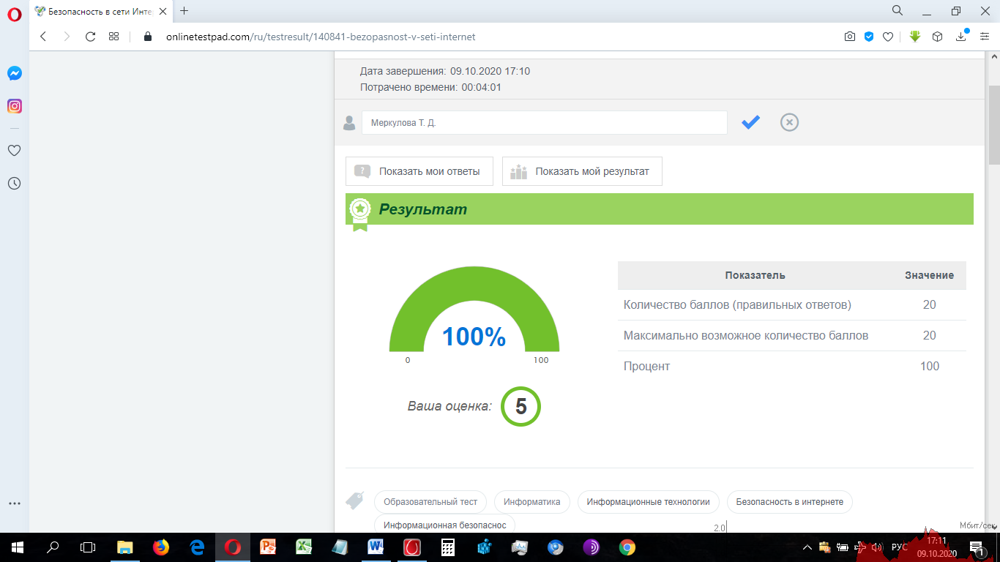 Безопасность в сети Инте
onlinetestpad.com/ru/testresult/140841-bezopasnost-v-seti-internet
Дата завершения: 09.10.2020 17:10
Потрачено времени: 00:04:01
Меркулова Т. Д.
Показать мои ответы
Показать мой результат
Результат
100%
0
100
Ваша оценка: 5
Показатель Значение
Количество баллов (правильных ответов) 20
Максимально возможное количество баллов 20
Процент 100
Образовательный тест
Информатика
Информационные технологии
Безопасность в интернете
Информационная безопаснос
2.0
Мбит/сек
РУС
17:11
09.10.2020
1